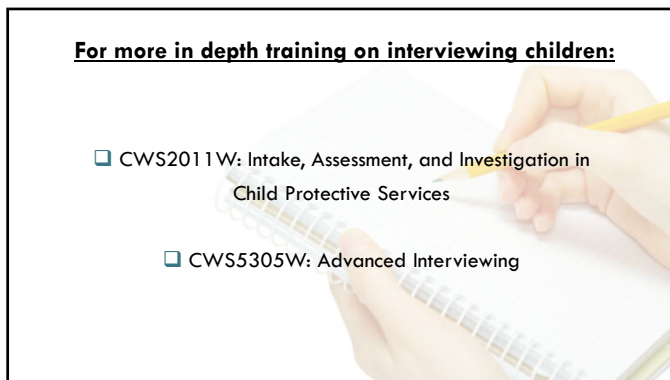 For more in depth training on interviewing children:
❑ CWS2011W: Intake, Assessment, and Investigation in
Child Protective Services
❑ CWS5305W: Advanced Interviewing